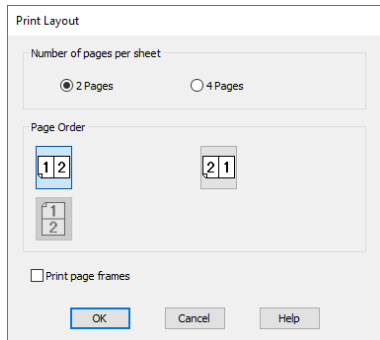 Print Layout
Number of pages per sheet
2 Pages
4 Pages
Page Order
1 2
2 1
1
2
Print page frames
OK
Cancel
Help